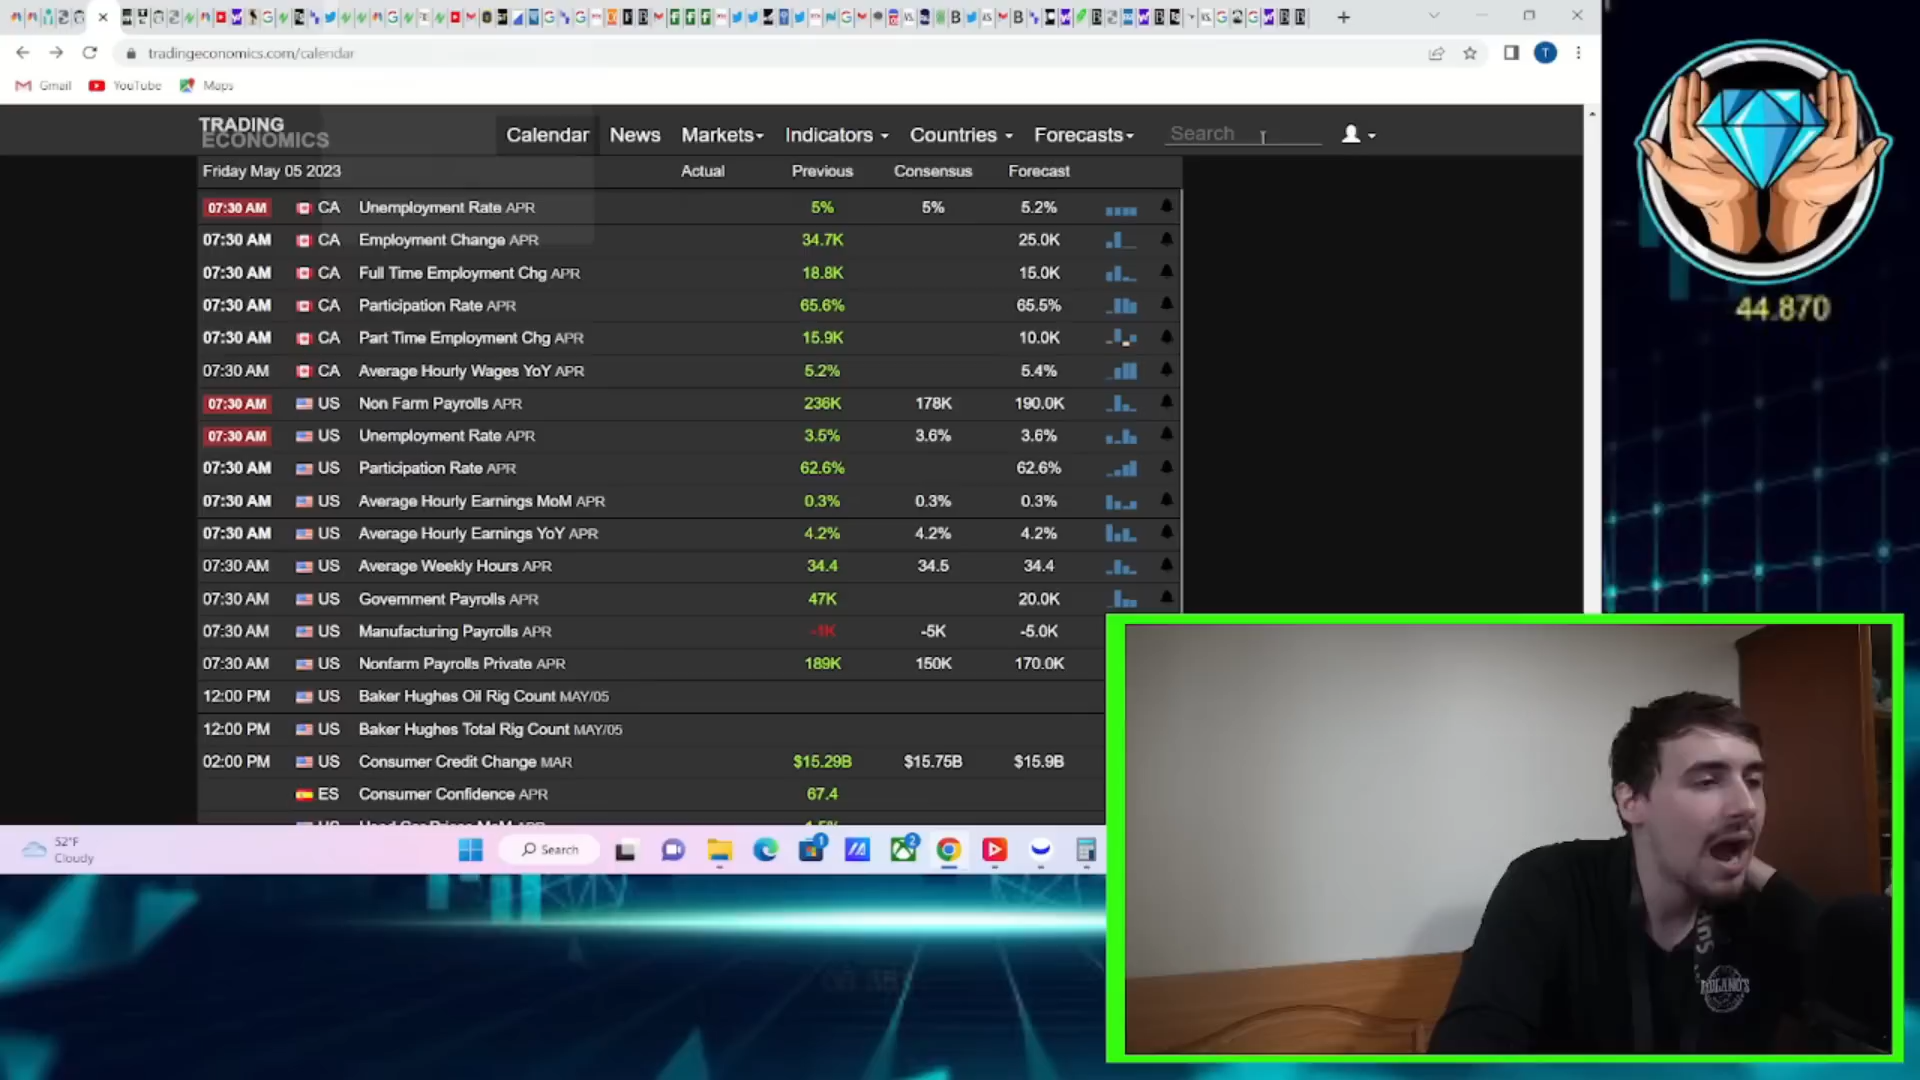 tradingeconomics.com/calendar
Gmail YouTube Maps
TRADING
ECONOMICS
Calendar News Markets Indicators Countries Forecasts Search
Friday May 05 2023 Actual Previous Consensus Forecast
07:30 AM CA Unemployment Rate APR 5% 5% 5.2%
07:30 AM CA Employment Change APR 34.7K 25.0K
07:30 AM CA Full Time Employment Chg APR 18.8K 15.0K
07:30 AM CA Participation Rate APR 65.6% 65.5%
07:30 AM CA Part Time Employment Chg APR 15.9K 10.0K
07:30 AM CA Average Hourly Wages YoY APR 5.2% 5.4%
07:30 AM US Non Farm Payrolls APR 236K 178K 190.0K
07:30 AM US Unemployment Rate APR 3.5% 3.6% 3.6%
07:30 AM US Participation Rate APR 62.6% 62.6%
07:30 AM US Average Hourly Earnings MoM APR 0.3% 0.3% 0.3%
07:30 AM US Average Hourly Earnings YoY APR 4.2% 4.2% 4.2%
07:30 AM US Average Weekly Hours APR 34.4 34.5 34.4
07:30 AM US Government Payrolls APR 47K 20.0K
07:30 AM US Manufacturing Payrolls APR -1K -5K -5.0K
07:30 AM US Nonfarm Payrolls Private APR 189K 150K 170.0K
12:00 PM US Baker Hughes Oil Rig Count MAY/05
12:00 PM US Baker Hughes Total Rig Count MAY/05
02:00 PM US Consumer Credit Change MAR $15.29B $15.75B $15.9B
ES Consumer Confidence APR 67.4
52°F
Cloudy
Search
44.870